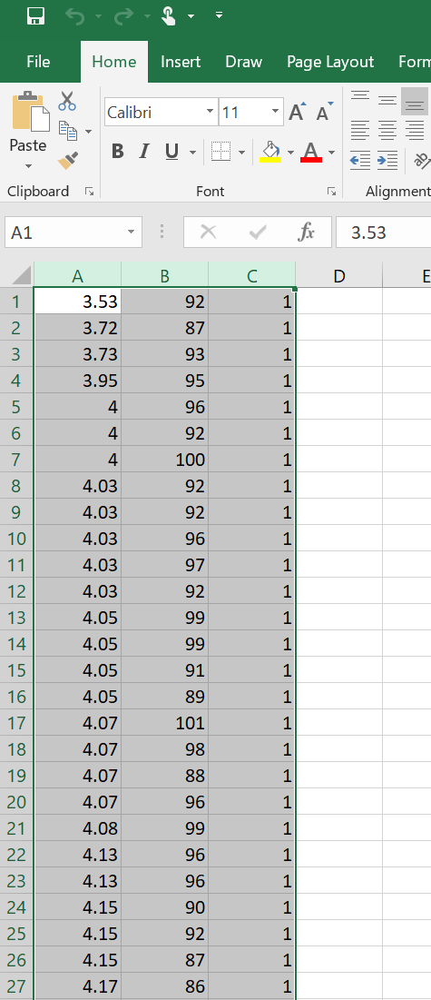 File Home Insert Draw Page Layout Form
Calibri 11 A A
Paste B I U A
Clipboard Font Alignment
A1 fx 3.53
A B C D E
1 3.53 92 1
2 3.72 87 1
3 3.73 93 1
4 3.95 95 1
5 4 96 1
6 4 92 1
7 4 100 1
8 4.03 92 1
9 4.03 92 1
10 4.03 96 1
11 4.03 97 1
12 4.03 92 1
13 4.05 99 1
14 4.05 99 1
15 4.05 91 1
16 4.05 89 1
17 4.07 101 1
18 4.07 98 1
19 4.07 88 1
20 4.07 96 1
21 4.08 99 1
22 4.13 96 1
23 4.13 96 1
24 4.15 90 1
25 4.15 92 1
26 4.15 87 1
27 4.17 86 1